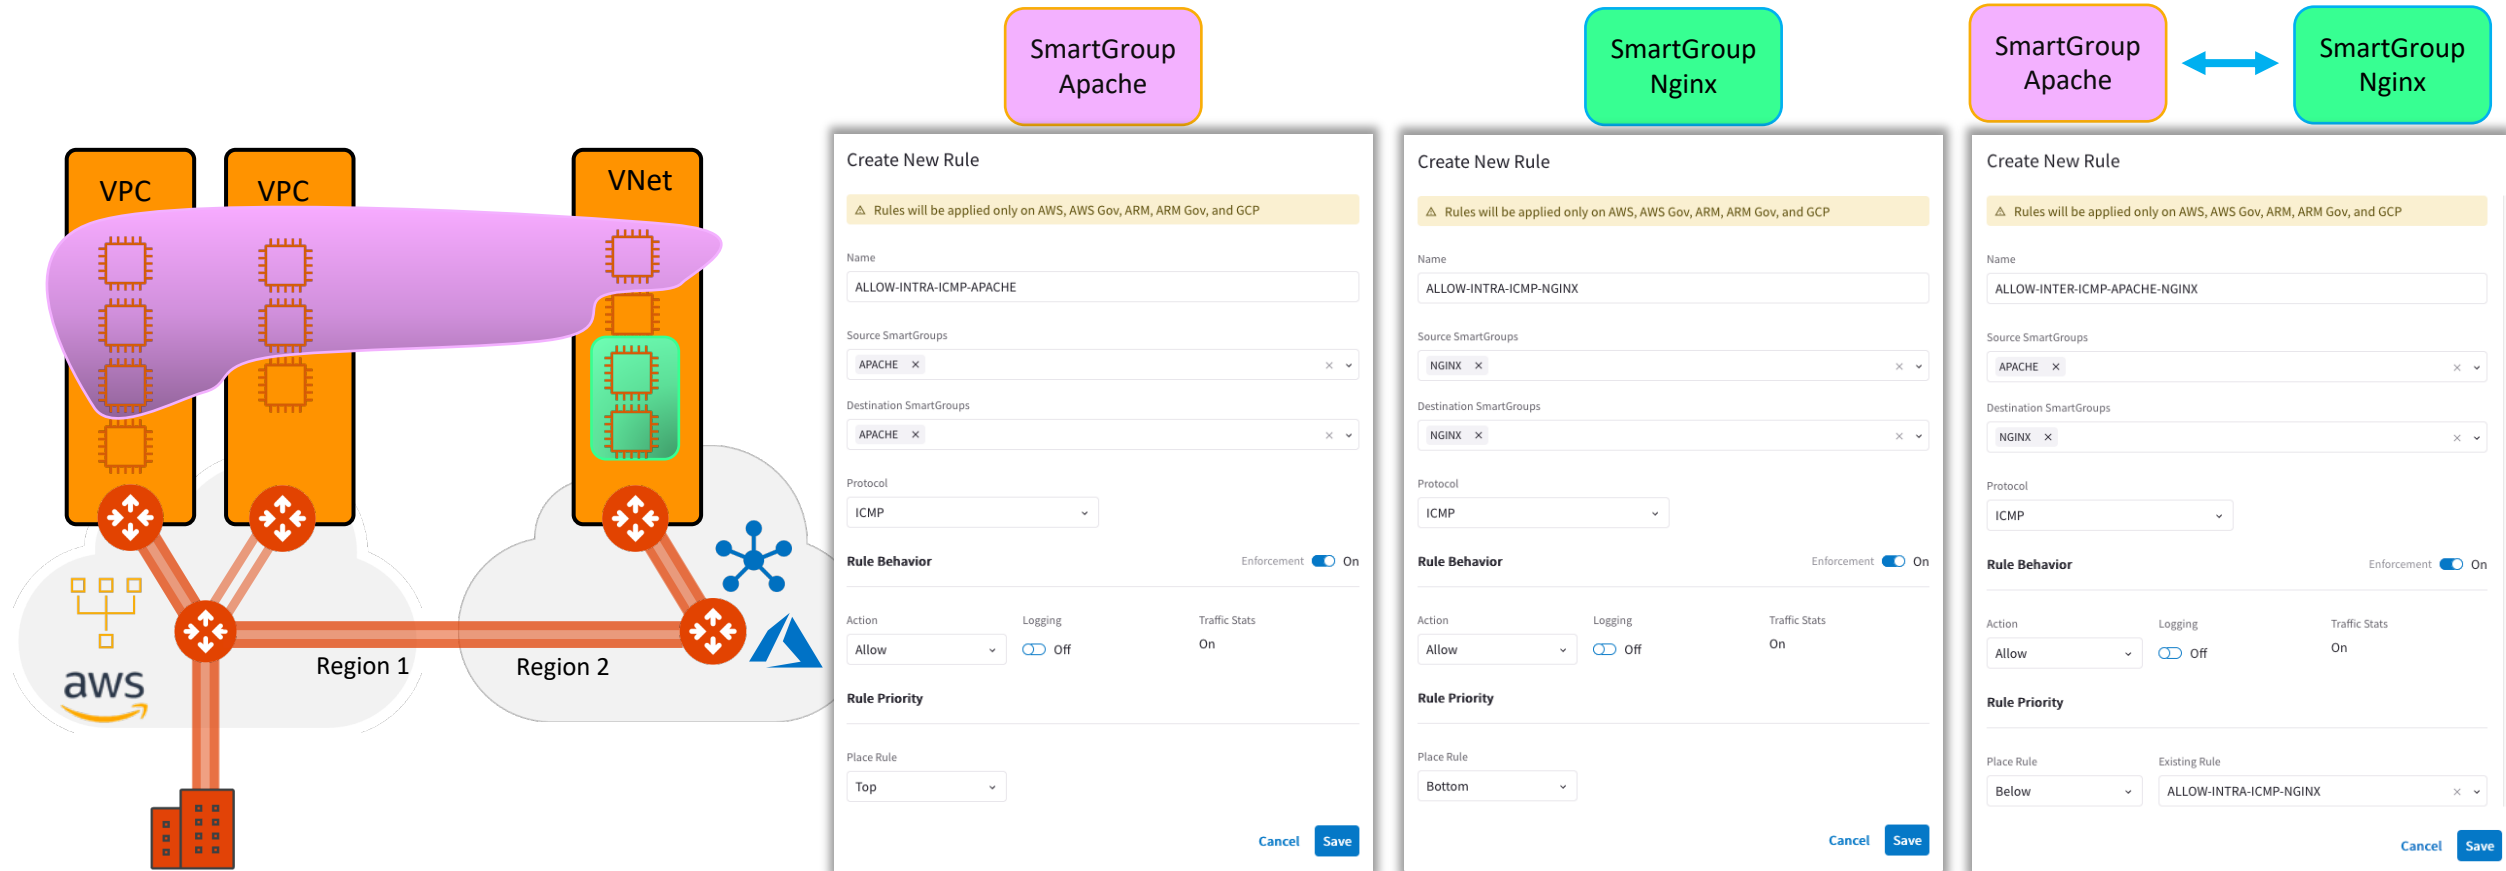 SmartGroup
Apache
SmartGroup
Nginx
SmartGroup
Apache
SmartGroup
Nginx
VPC
VPC
VNet
Region 1
Region 2
aws
Create New Rule
Rules will be applied only on AWS, AWS Gov, ARM, ARM Gov, and GCP
Name
ALLOW-INTRA-ICMP-APACHE
Source SmartGroups
APACHE
Destination SmartGroups
APACHE
Protocol
ICMP
Rule Behavior
Enforcement On
Action Logging Traffic Stats
Allow Off On
Rule Priority
Place Rule
Top
Cancel Save
Create New Rule
Rules will be applied only on AWS, AWS Gov, ARM, ARM Gov, and GCP
Name
ALLOW-INTRA-ICMP-NGINX
Source SmartGroups
NGINX
Destination SmartGroups
NGINX
Protocol
ICMP
Rule Behavior
Enforcement On
Action Logging Traffic Stats
Allow Off On
Rule Priority
Place Rule
Bottom
Cancel Save
Create New Rule
Rules will be applied only on AWS, AWS Gov, ARM, ARM Gov, and GCP
Name
ALLOW-INTER-ICMP-APACHE-NGINX
Source SmartGroups
APACHE
Destination SmartGroups
NGINX
Protocol
ICMP
Rule Behavior
Enforcement On
Action Logging Traffic Stats
Allow Off On
Rule Priority
Place Rule Existing Rule
Below ALLOW-INTRA-ICMP-NGINX
Cancel Save